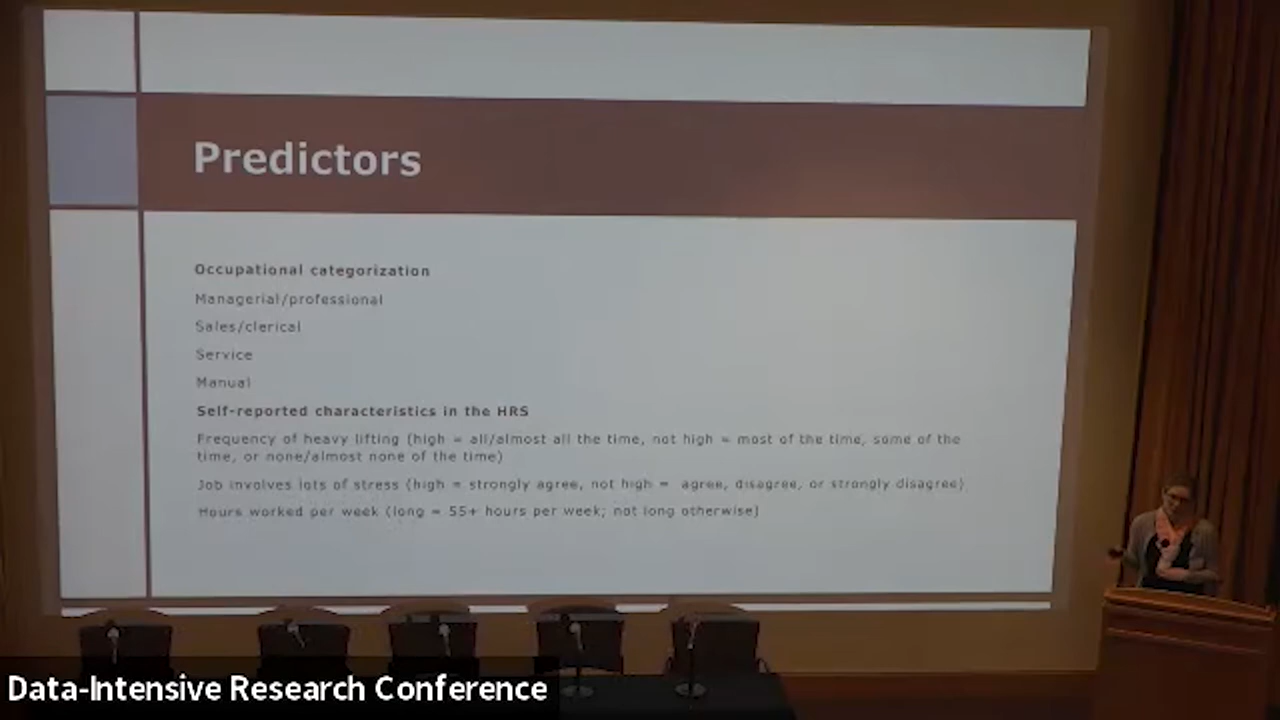 Predictors
Occupational categorization
Managerial/professional
Sales/clerical
Service
Manual
Self-reported characteristics in the HRS
Frequency of heavy lifting (high = all/almost all the time, not high = most of the time, some of the
time, or none/almost none of the time)
Job involves lots of stress (high = strongly agree, not high = agree, disagree, or strongly disagree)
Hours worked per week (long = 55+ hours per week; not long otherwise)
Data-Intensive Research Conference